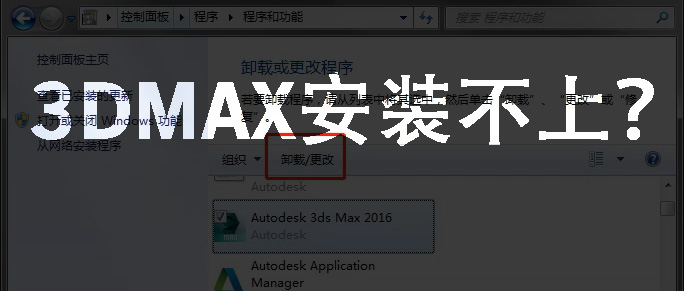 控制面板 程序 程序和功能
搜索 程序和功能
控制面板主页
卸载或更改程序
查看已安装的更新
若要卸载程序，请从列表中将其选中，然后单击“卸载”、“更改”或“修复”。
3DMAX安装不上？
打开或关闭 Windows 功能
从网络安装程序
组织 卸载/更改
Autodesk
Autodesk 3ds Max 2016
Autodesk
Autodesk Application
Manager